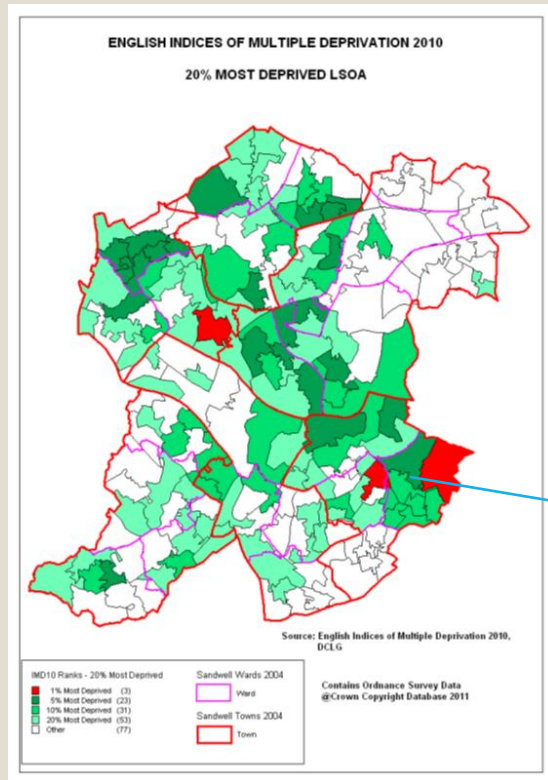 ENGLISH INDICES OF MULTIPLE DEPRIVATION 2010
20% MOST DEPRIVED LSOA
Source: English Indices of Multiple Deprivation 2010,
DCLG
IMD10 Ranks - 20% Most Deprived
1% Most Deprived (3)
5% Most Deprived (23)
10% Most Deprived (31)
20% Most Deprived (53)
Other (77)
Sandwell Wards 2004
Ward
Sandwell Towns 2004
Town
Contains Ordnance Survey Data
@Crown Copyright Database 2011